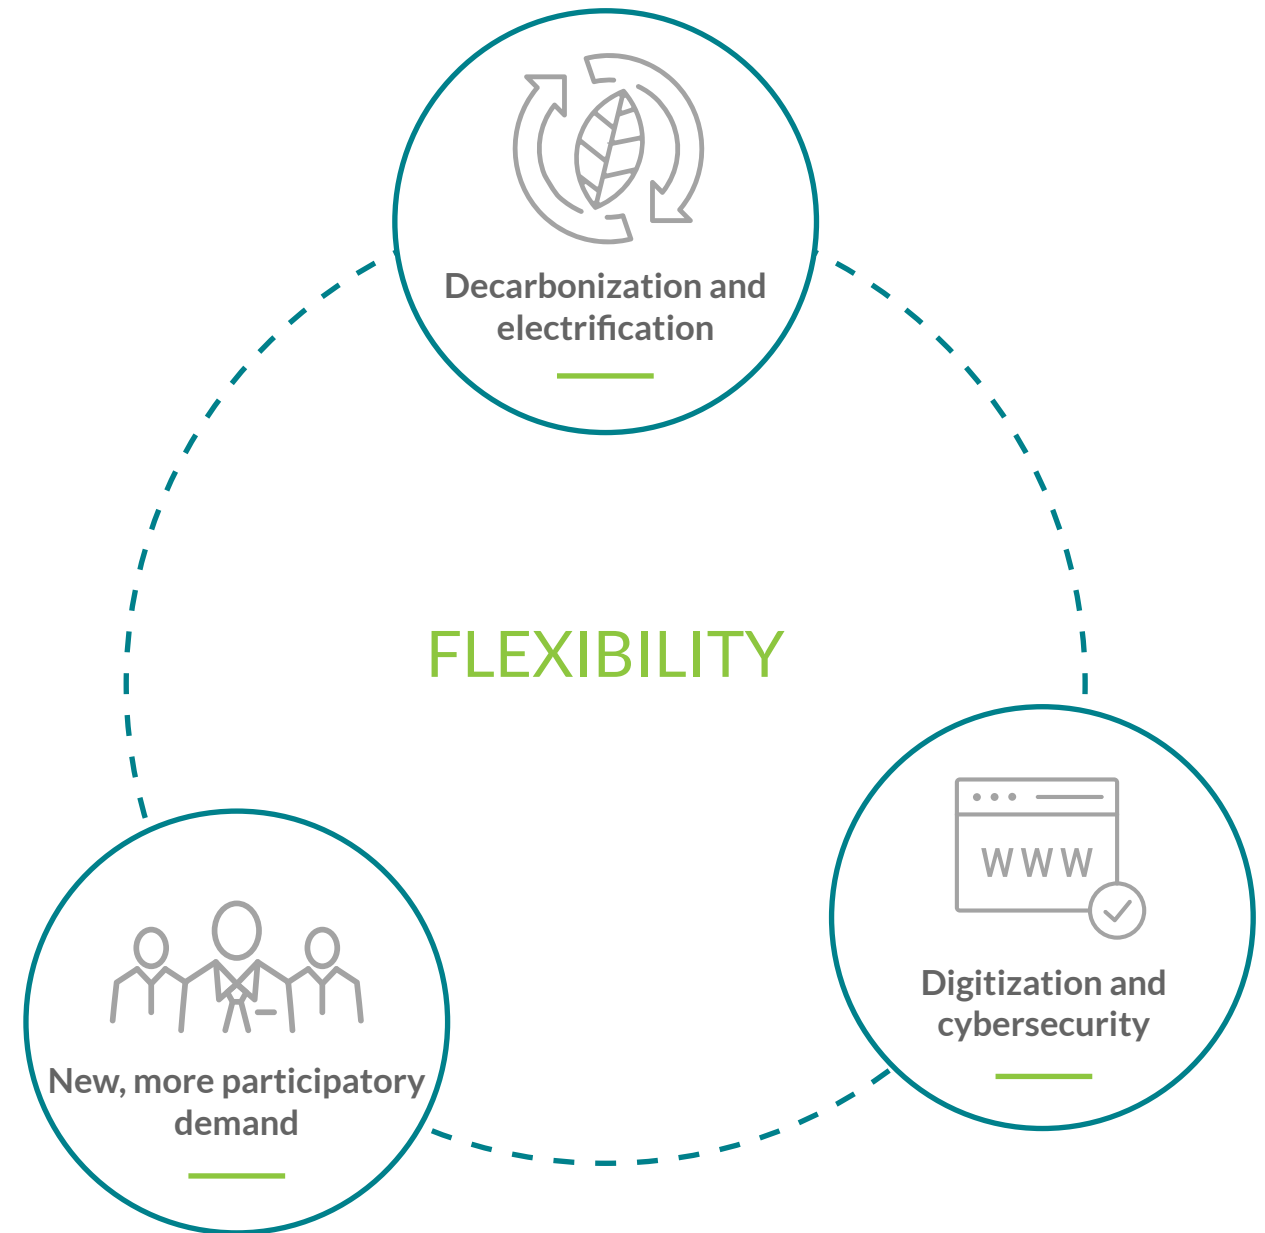 Decarbonization and
electrification
FLEXIBILITY
WWW
Digitization and
cybersecurity
New, more participatory
demand